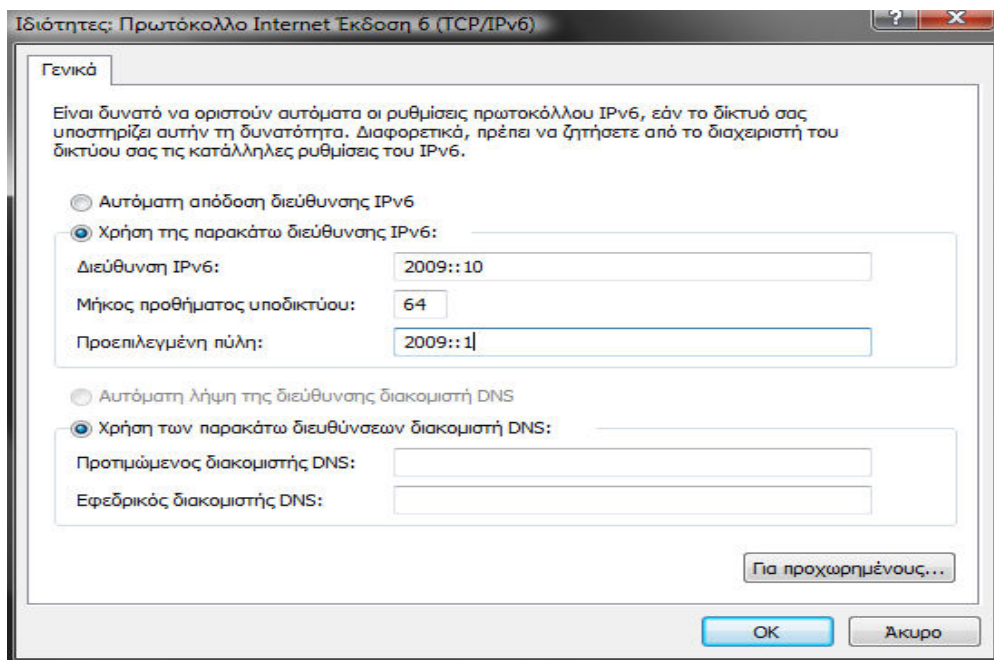 Ιδιότητες: Πρωτόκολλο Internet Έκδοση 6 (TCP/IPv6)
Γενικά
Είναι δυνατό να οριστούν αυτόματα οι ρυθμίσεις πρωτοκόλλου IPv6, εάν το δίκτυό σας
υποστηρίζει αυτήν τη δυνατότητα. Διαφορετικά, πρέπει να ζητήσετε από το διαχειριστή του
δικτύου σας τις κατάλληλες ρυθμίσεις του IPv6.
Αυτόματη απόδοση διεύθυνσης IPv6
Χρήση της παρακάτω διεύθυνσης IPv6:
Διεύθυνση IPv6: 2009::10
Μήκος προθήματος υποδικτύου: 64
Προεπιλεγμένη πύλη: 2009::1
Αυτόματη λήψη της διεύθυνσης διακομιστή DNS
Χρήση των παρακάτω διευθύνσεων διακομιστή DNS:
Προτιμώμενος διακομιστής DNS:
Εφεδρικός διακομιστής DNS:
Για προχωρημένους...
OK Άκυρο